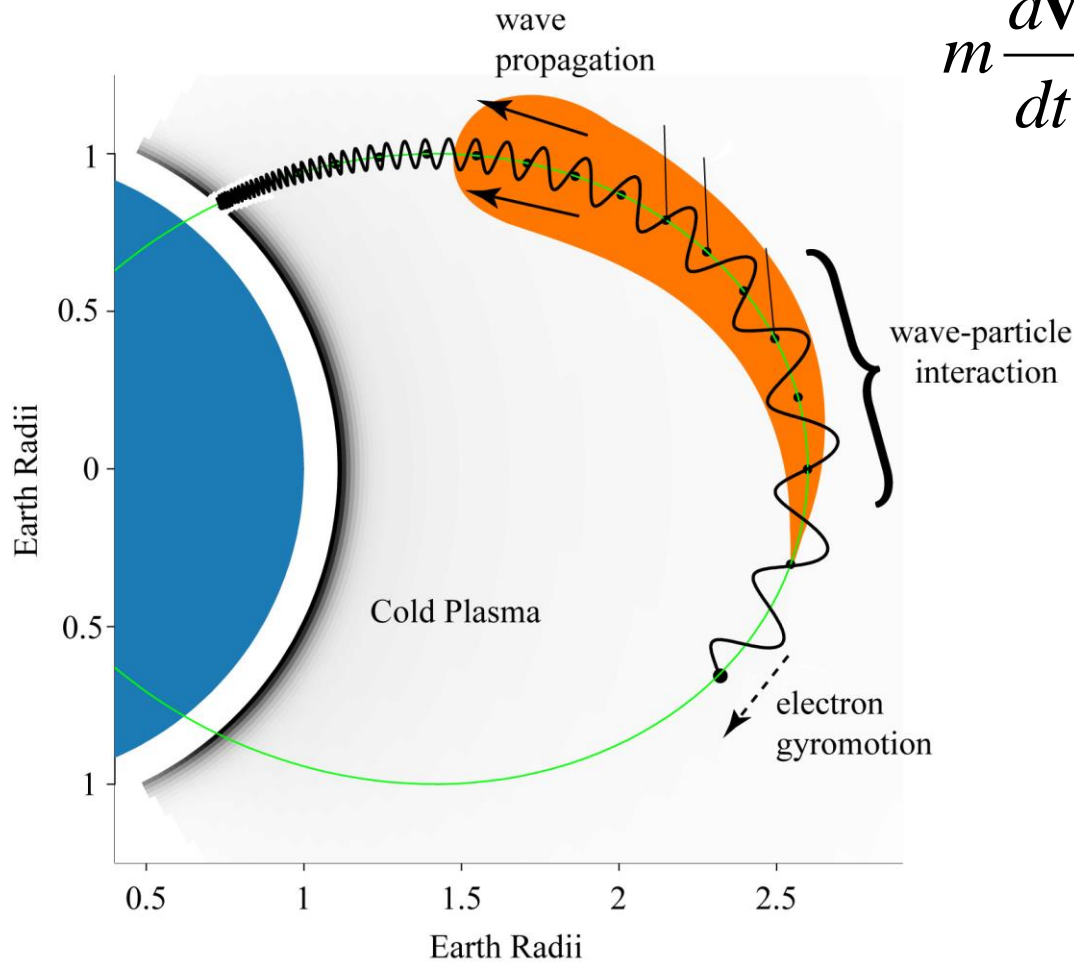 wave
propagation
m dV
dt
1
0.5
0
0.5
1
Earth Radii
wave-particle
interaction
Cold Plasma
electron
gyromotion
0.5 1 1.5 2 2.5
Earth Radii